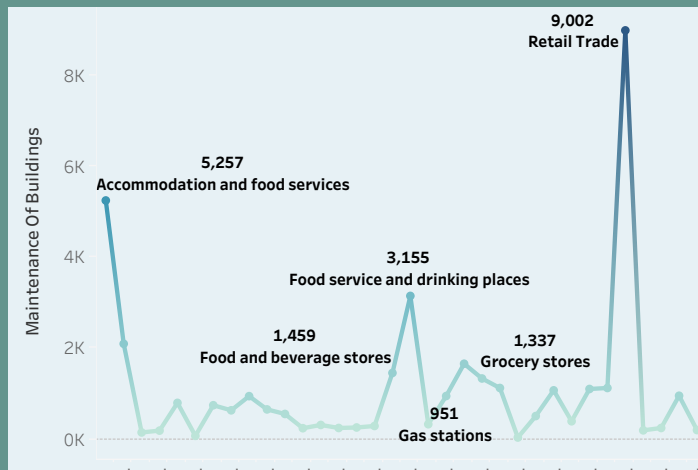 9,002
Retail Trade
8K
6K
5,257
Accommodation and food services
4K
3,155
Food service and drinking places
2K
1,459
Food and beverage stores
1,337
Grocery stores
951
Gas stations
0K
Maintenance Of Buildings